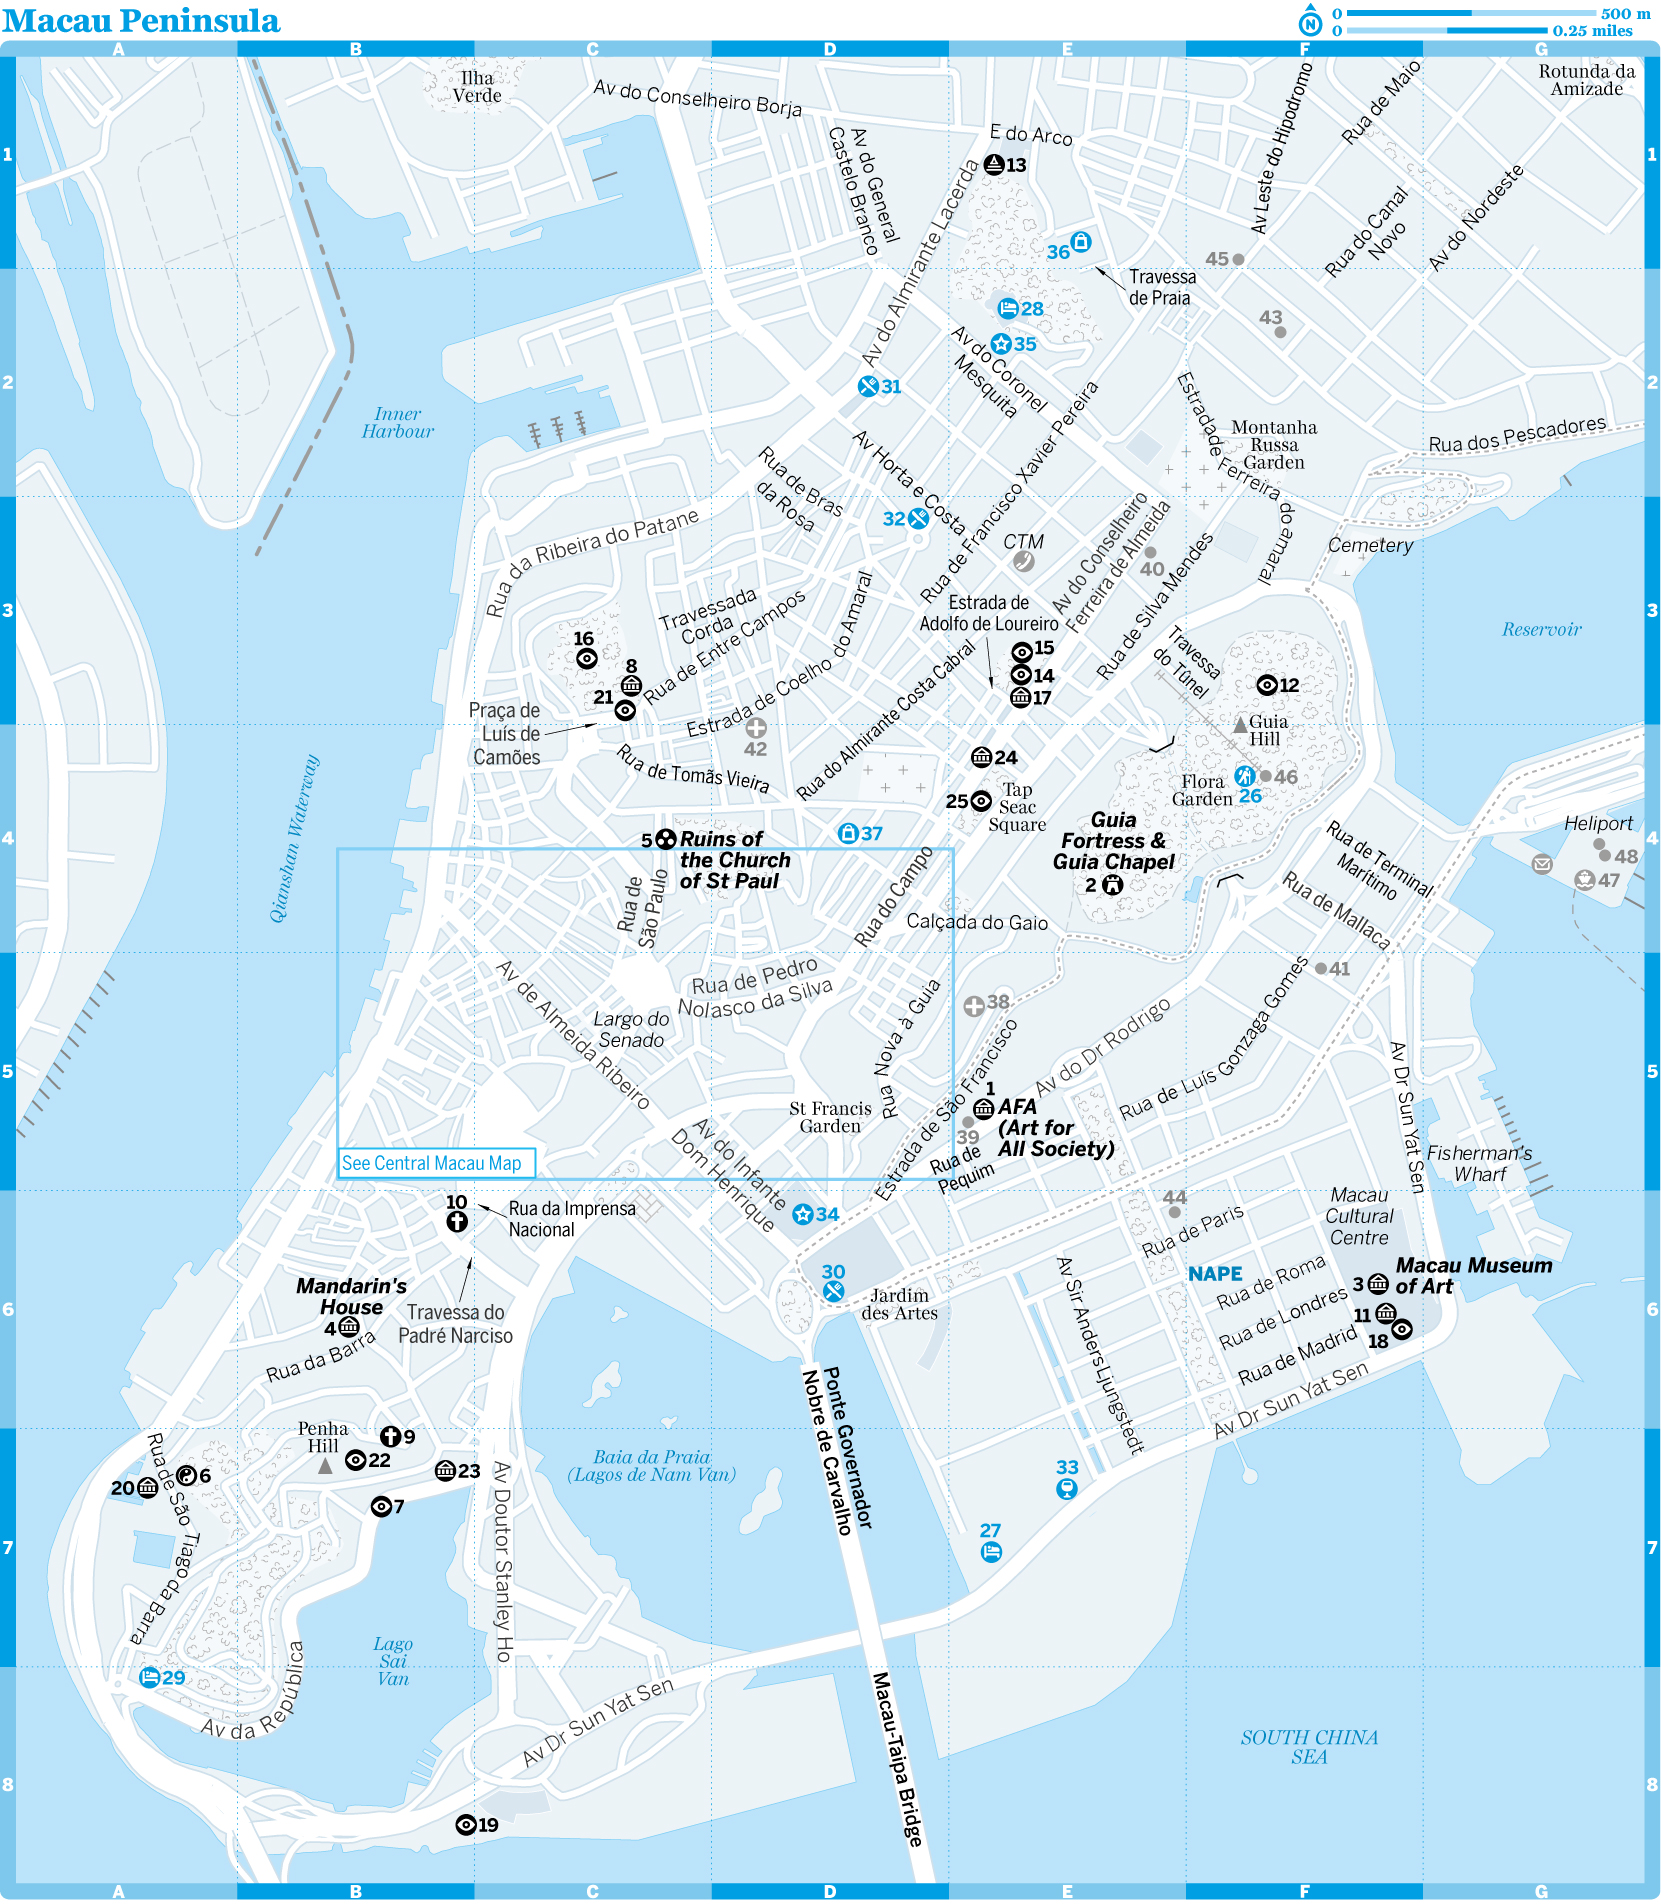 Macau Peninsula
0 500 m
0 0.25 miles
N
A B C D E F G
1
Ilha
Verde
Av do Conselheiro Borja
Av do General
Castelo Branco
E do Arco
13
Av Leste do Hipodromo
Rua de Maio
Rotunda da
Amizade
Av do Almirante Lacerda
36
Travessa
de Praia
45
Rua do Canal
Novo
Av do Nordeste
1
2
28
35
43
Av do Coronel
Mesquita
31
Inner
Harbour
Estradade Ferreira do amaral
Montanha
Russa
Garden
Rua dos Pescadores
2
Av Horta e Costa
Rua de Bras
da Rosa
Rua de Francisco Xavier Pereira
32
Rua da Ribeira do Patane
CTM
Av do Conselheiro
Ferreira de Almeida
40
Cemetery
3
Travessada
Corda
Rua de Entre Campos
Estrada de
Adolfo de Loureiro
Rua de Silva Mendes
Reservoir
3
16
8
21
Estrada de Coelho do Amaral
15
14
17
Travessa
do Túnel
12
Praça de
Luís de
Camões
42
Rua do Almirante Costa Cabral
Guia
Hill
Rua de Tomãs Vieira
24
Flora
Garden
46
26
25
Tap
Seac
Square
Qianshan Waterway
4
5
Ruins of
the Church
of St Paul
37
Guia
Fortress &
Guia Chapel
2
Rua de Terminal
Marítimo
Heliport
48
47
4
Rua de
São Paulo
Rua do Campo
Calçada do Gaio
Rua de Mallaca
Av de Almeida Ribeiro
Rua de Pedro
Nolasco da Silva
41
Largo do
Senado
Rna Nova à Guia
38
Av do Dr Rodrigo
Rua de Luís Gonzaga Gomes
5
St Francis
Garden
Estrada de São Francisco
1
AFA
(Art for
All Society)
39
Av Dr Sun Yat Sen
5
See Central Macau Map
Av do Infante
Dom Henrique
Rua de
Pequim
Fisherman's
Wharf
10
Rua da Imprensa
Nacional
34
44
Rua de Paris
Macau
Cultural
Centre
Mandarin's
House
4
30
Jardim
des Artes
NAPE
Rua de Roma
3
Macau Museum
of Art
6
Travessa do
Padré Narciso
Av Sir Anders Ljungstedt
Rua de Londres
11
18
6
Rua da Barra
Rua de Madrid
Av Dr Sun Yat Sen
Ponte Governador
Nobre de Carvalho
Penha
Hill
9
22
23
Baia da Praia
(Lagos de Nam Van)
Rua de São Tiago da Barra
20
6
7
33
27
7
Av Doutor Stanley Ho
7
Lago
Sai
Van
29
Av da República
Av Dr Sun Yat Sen
Macau-Taipa Bridge
SOUTH CHINA
SEA
8
19
8
A B C D E F G